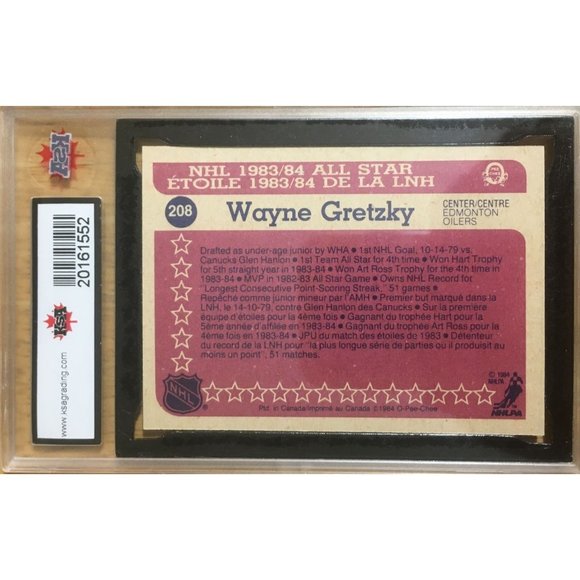 KSA
20161552
KSA
www.ksagrading.com
NHL 1983/84 ALL STAR
ÉTOILE 1983/84 DE LA LNH
O-PEE-CHEE
208
Wayne Gretzky
CENTER/CENTRE
EDMONTON
OILERS
Drafted as under-age junior by WHA • 1st NHL Goal, 10-14-79 vs.
Canucks Glen Hanlon • 1st Team All Star for 4th time • Won Hart Trophy
for 5th straight year in 1983-84 • Won Art Ross Trophy for the 4th time in
1983-84 • MVP in 1982-83 All Star Game • Owns NHL Record for
"Longest Consecutive Point-Scoring Streak," 51 games •
Repêché comme junior mineur par l'AMH • Premier but marqué dans la
LNH, le 14-10-79, contre Glen Hanlon des Canucks • Sur la première
équipe d'étoiles pour la 4ème fois • Gagnant du trophée Hart pour la
5ème année d'affilée en 1983-84 • Gagnant du trophée Art Ross pour la
4ème fois en 1983-84 • JPU du match des étoiles de 1983 • Détenteur
du record de la LNH pour "la plus longue série de parties où il produisit au
moins un point", 51 matches.
NHL
© 1984
NHLPA
NHLPA
Ptd. in Canada/Imprimé au Canada © 1984 O-Pee-Chee